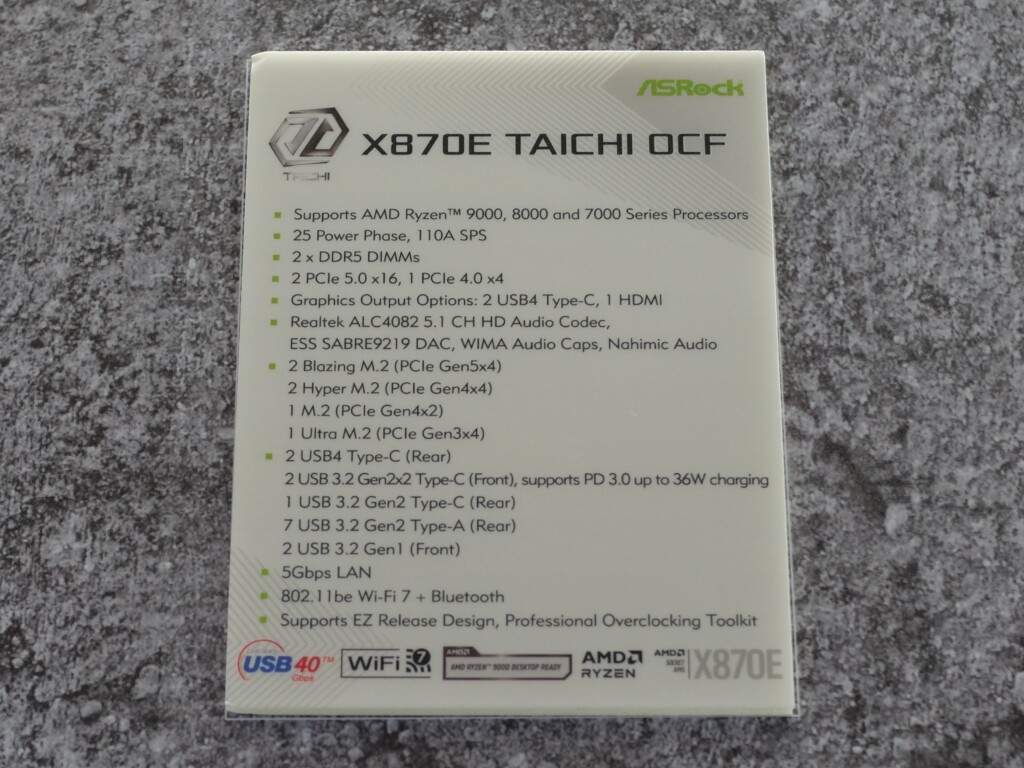 ASRock
X870E TAICHI OCF
TAICHI
Supports AMD Ryzen™ 9000, 8000 and 7000 Series Processors
25 Power Phase, 110A SPS
2 x DDR5 DIMMs
2 PCIe 5.0 x16, 1 PCIe 4.0 x4
Graphics Output Options: 2 USB4 Type-C, 1 HDMI
Realtek ALC4082 5.1 CH HD Audio Codec,
ESS SABRE9219 DAC, WIMA Audio Caps, Nahimic Audio
2 Blazing M.2 (PCIe Gen5x4)
2 Hyper M.2 (PCIe Gen4x4)
1 M.2 (PCIe Gen4x2)
1 Ultra M.2 (PCIe Gen3x4)
2 USB4 Type-C (Rear)
2 USB 3.2 Gen2x2 Type-C (Front), supports PD 3.0 up to 36W charging
1 USB 3.2 Gen2 Type-C (Rear)
7 USB 3.2 Gen2 Type-A (Rear)
2 USB 3.2 Gen1 (Front)
5Gbps LAN
802.11be Wi-Fi 7 + Bluetooth
Supports EZ Release Design, Professional Overclocking Toolkit
USB 40 Gbps™
WiFi 7
AMD
AMD RYZEN™ 9000 DESKTOP READY
AMD
RYZEN
AMD
SOCKET
AM5
X870E